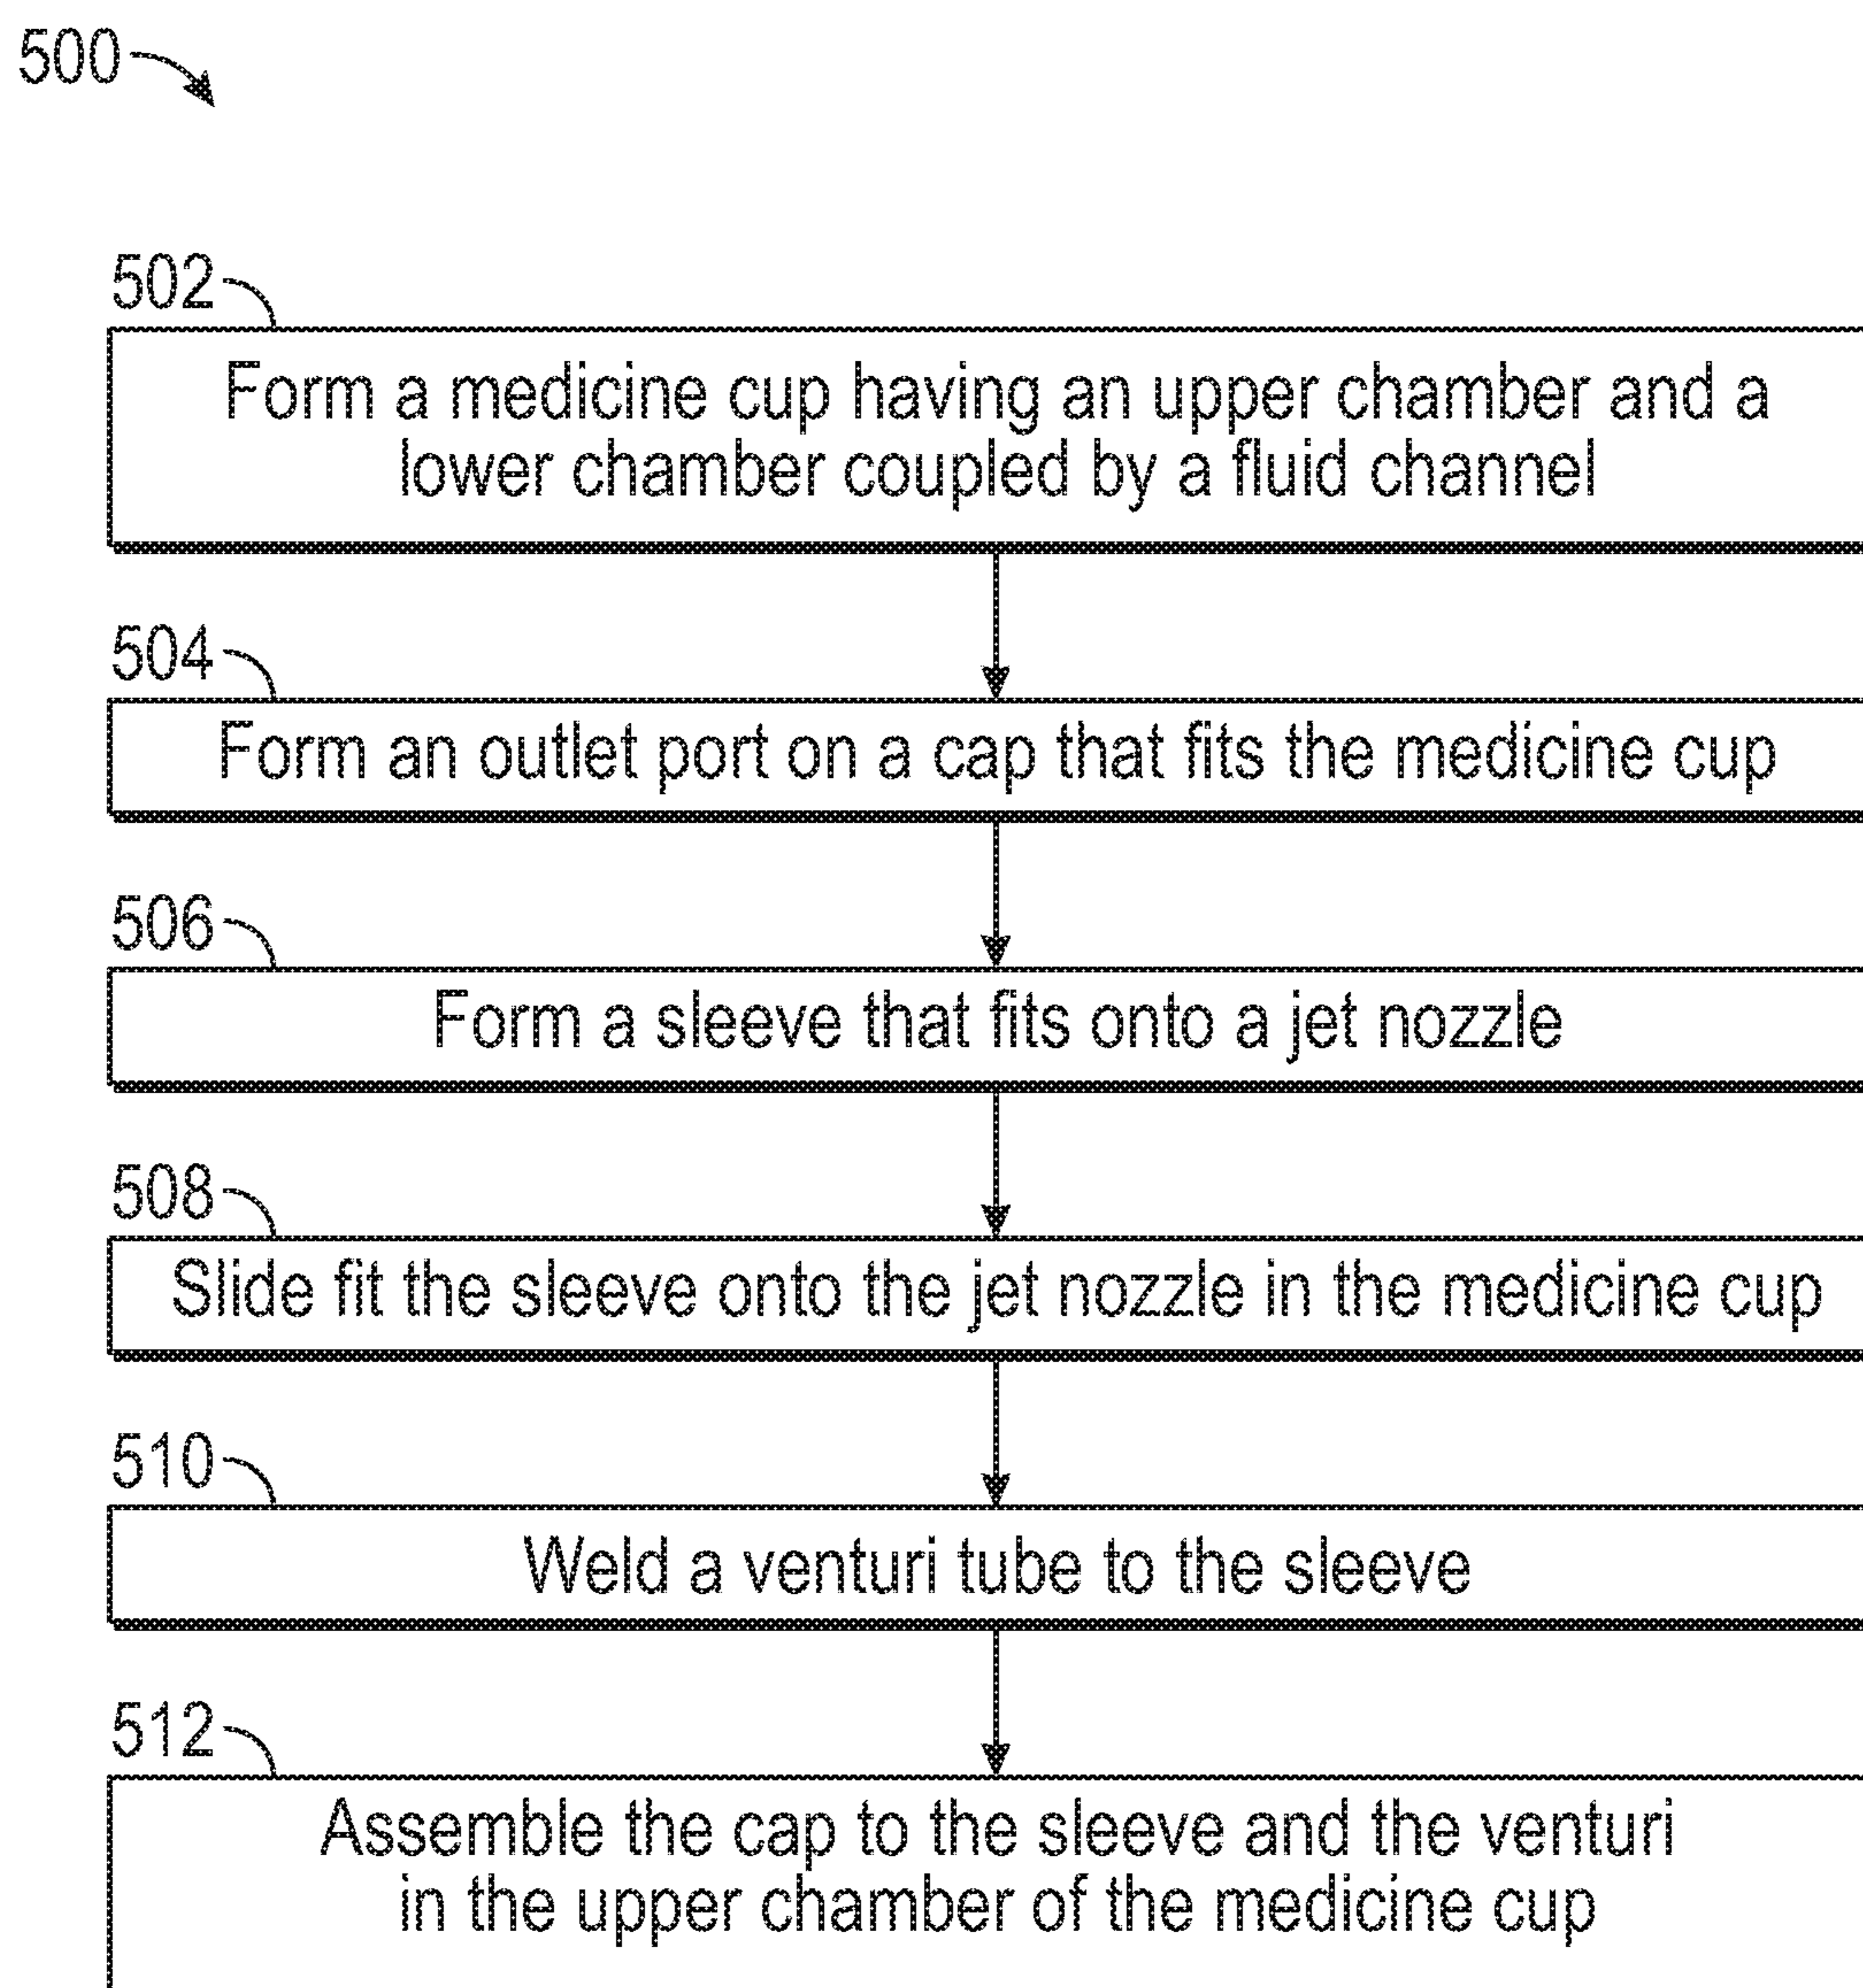 500
502
Form a medicine cup having an upper chamber and a
lower chamber coupled by a fluid channel
504
Form an outlet port on a cap that fits the medicine cup
506
Form a sleeve that fits onto a jet nozzle
508
Slide fit the sleeve onto the jet nozzle in the medicine cup
510
Weld a venturi tube to the sleeve
512
Assemble the cap to the sleeve and the venturi
in the upper chamber of the medicine cup